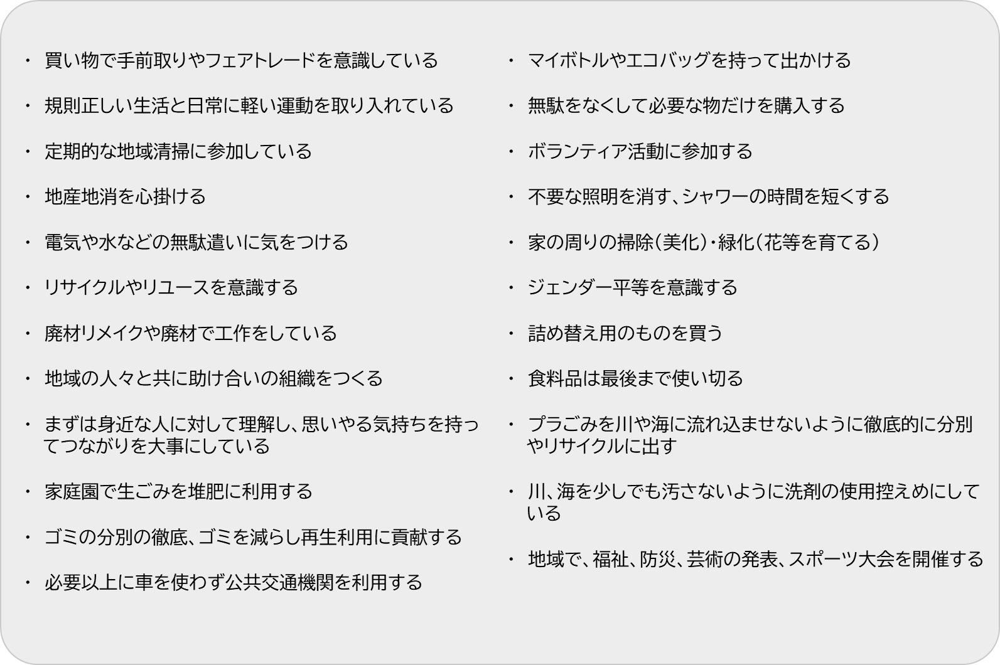 ・ 買い物で手前取りやフェアトレードを意識している
・ 規則正しい生活と日常に軽い運動を取り入れている
・ 定期的な地域清掃に参加している
・ 地産地消を心掛ける
・ 電気や水などの無駄遣いに気をつける
・ リサイクルやリユースを意識する
・ 廃材リメイクや廃材で工作をしている
・ 地域の人々と共に助け合いの組織をつくる
・ まずは身近な人に対して理解し、思いやる気持ちを持っ
てつながりを大事にしている
・ 家庭園で生ごみを堆肥に利用する
・ ゴミの分別の徹底、ゴミを減らし再生利用に貢献する
・ 必要以上に車を使わず公共交通機関を利用する
・ マイボトルやエコバッグを持って出かける
・ 無駄をなくして必要な物だけを購入する
・ ボランティア活動に参加する
・ 不要な照明を消す、シャワーの時間を短くする
・ 家の周りの掃除（美化）・緑化（花等を育てる）
・ ジェンダー平等を意識する
・ 詰め替え用のものを買う
・ 食料品は最後まで使い切る
・ プラごみを川や海に流れ込ませないように徹底的に分別
やリサイクルに出す
・ 川、海を少しでも汚さないように洗剤の使用控えめにして
いる
・ 地域で、福祉、防災、芸術の発表、スポーツ大会を開催する